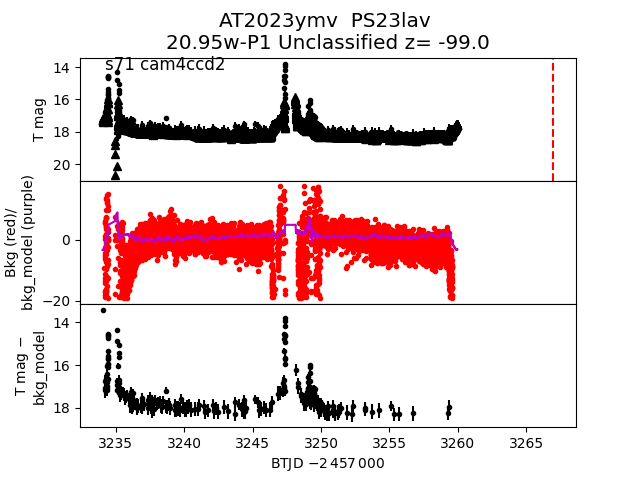 AT2023ymv  PS23lav
20.95w-P1 Unclassified z= -99.0
s71 cam4ccd2
14
16
18
20
T mag
0
−20
Bkg (red)/
bkg_model (purple)
14
16
18
T mag −
bkg_model
3235 3240 3245 3250 3255 3260 3265
BTJD −2 457 000